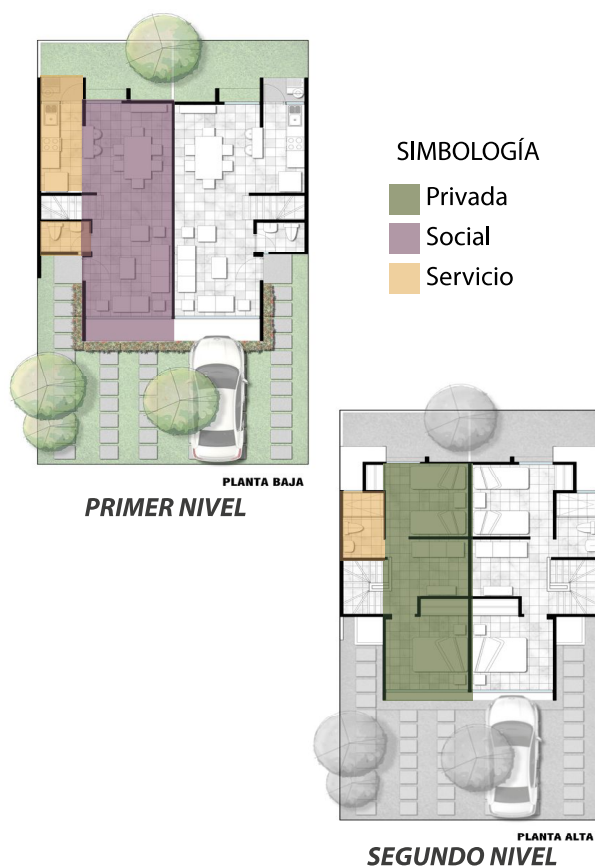 SIMBOLOGÍA
Privada
Social
Servicio
PLANTA BAJA
PRIMER NIVEL
PLANTA ALTA
SEGUNDO NIVEL